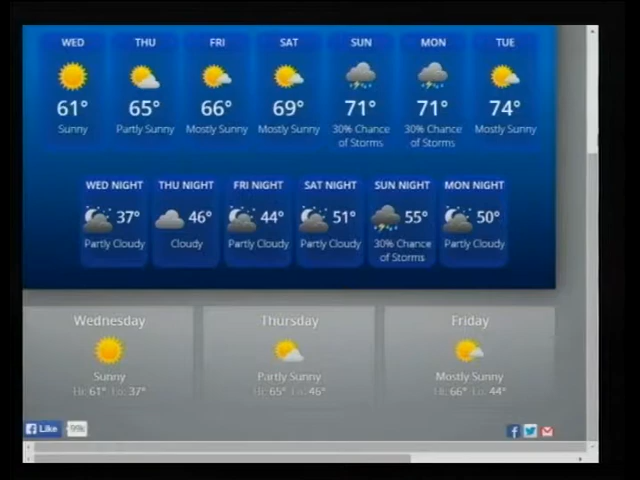 WED THU FRI SAT SUN MON TUE
61° 65° 66° 69° 71° 71° 74°
Sunny Partly Sunny Mostly Sunny Mostly Sunny 30% Chance of Storms 30% Chance of Storms Mostly Sunny
WED NIGHT THU NIGHT FRI NIGHT SAT NIGHT SUN NIGHT MON NIGHT
37° 46° 44° 51° 55° 50°
Partly Cloudy Cloudy Partly Cloudy Partly Cloudy 30% Chance of Storms Partly Cloudy
Wednesday Thursday Friday
Sunny Partly Sunny Mostly Sunny
Hi: 61° Lo: 37° Hi: 65° Lo: 46° Hi: 66° Lo: 44°
Like 99k